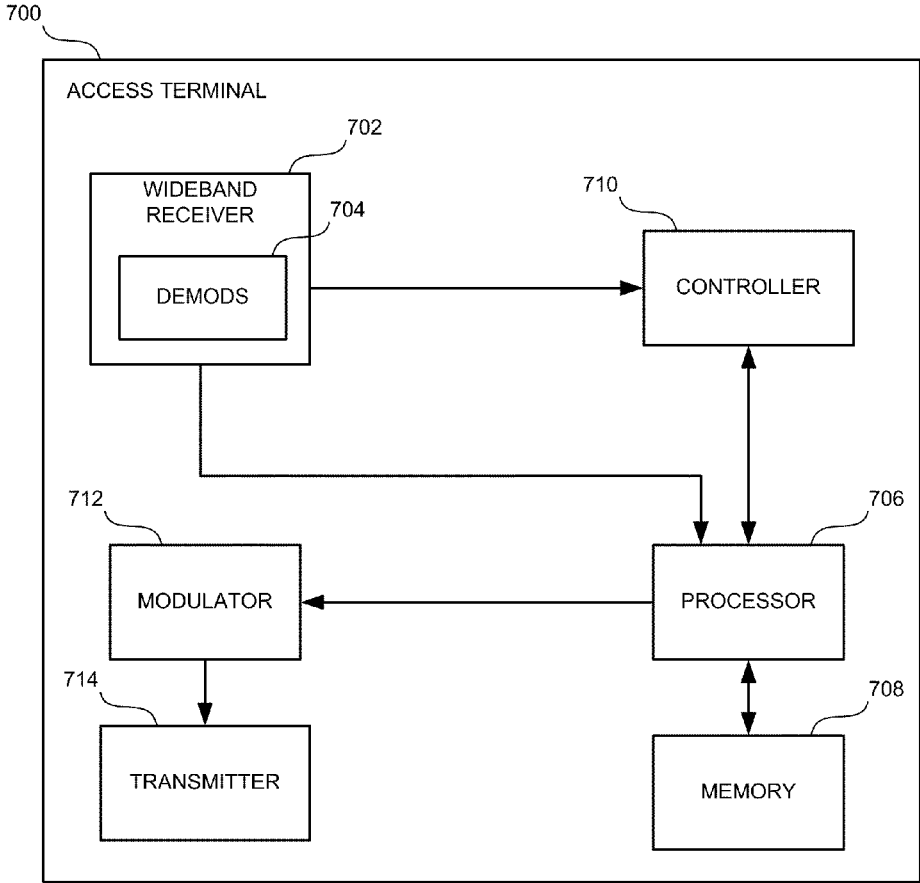 700
ACCESS TERMINAL
702
WIDEBAND
RECEIVER
704
DEMODS
710
CONTROLLER
712
MODULATOR
706
PROCESSOR
714
TRANSMITTER
708
MEMORY